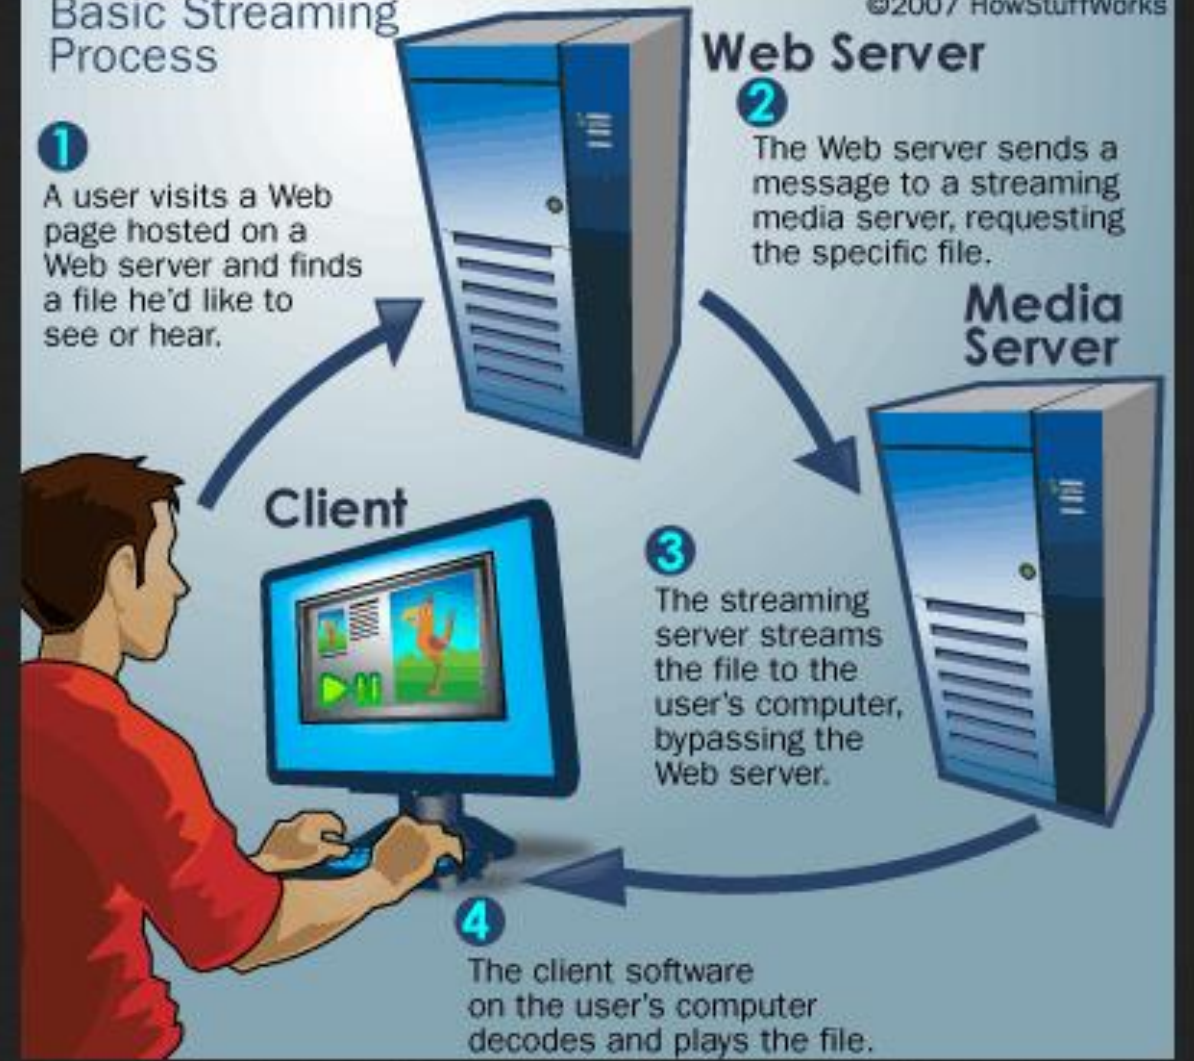 Basic Streaming
Process
©2007 HowStuffWorks
Web Server
1
A user visits a Web
page hosted on a
Web server and finds
a file he'd like to
see or hear.
2
The Web server sends a
message to a streaming
media server, requesting
the specific file.
Media
Server
Client
3
The streaming
server streams
the file to the
user's computer,
bypassing the
Web server.
4
The client software
on the user's computer
decodes and plays the file.